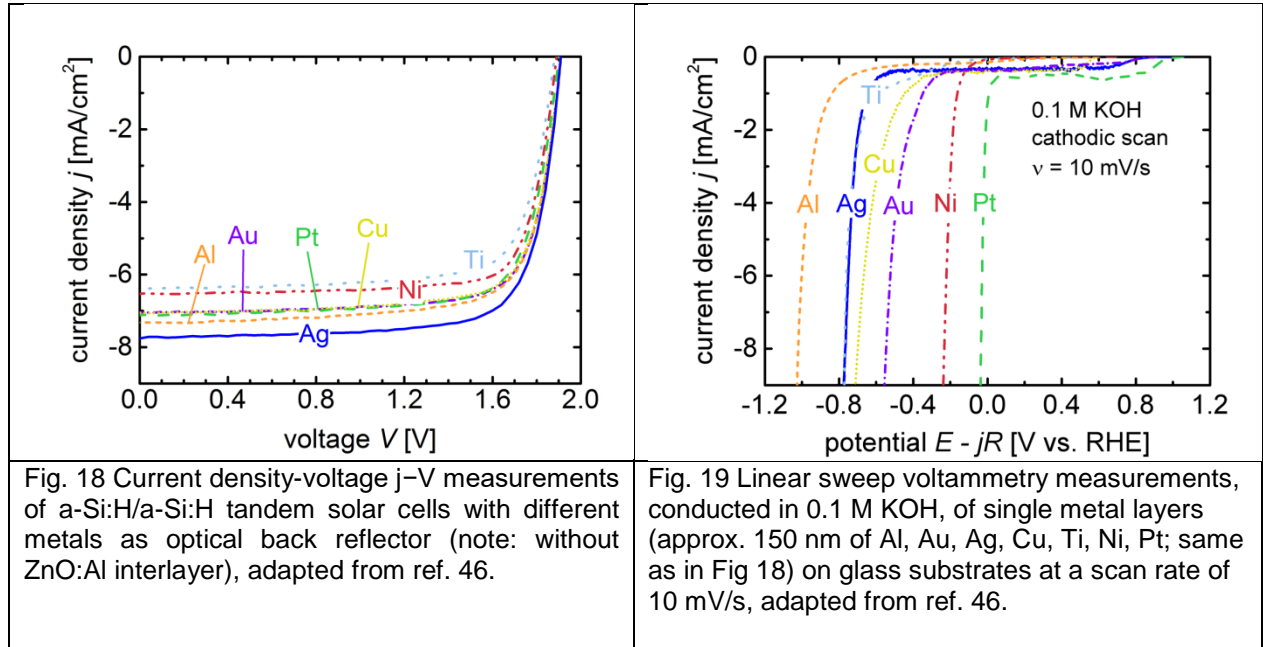 0
-2
-4
-6
-8
current density j [mA/cm²]
Al
Au
Pt
Cu
Ti
Ni
Ag
0.0 0.4 0.8 1.2 1.6 2.0
voltage V [V]
Fig. 18 Current density-voltage j−V measurements
of a-Si:H/a-Si:H tandem solar cells with different
metals as optical back reflector (note: without
ZnO:Al interlayer), adapted from ref. 46.
0
-2
-4
-6
-8
current density j [mA/cm²]
0.1 M KOH
cathodic scan
ν = 10 mV/s
Ti
Cu
Al Ag Au Ni Pt
-1.2 -0.8 -0.4 0.0 0.4 0.8 1.2
potential E - jR [V vs. RHE]
Fig. 19 Linear sweep voltammetry measurements,
conducted in 0.1 M KOH, of single metal layers
(approx. 150 nm of Al, Au, Ag, Cu, Ti, Ni, Pt; same
as in Fig 18) on glass substrates at a scan rate of
10 mV/s, adapted from ref. 46.